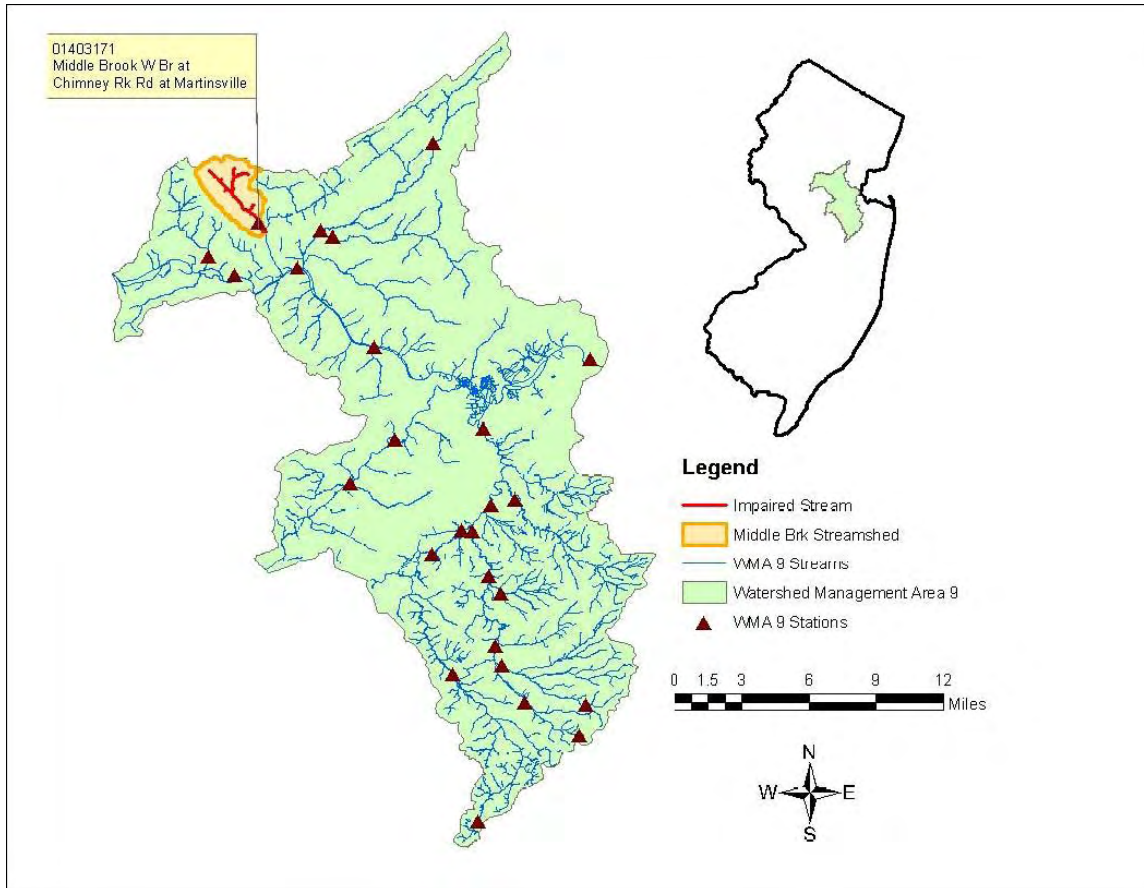 01403171
Middle Brook W Br at
Chimney Rk Rd at Martinsville
Legend
Impaired Stream
Middle Brk Streamshed
WMA 9 Streams
Watershed Management Area 9
WMA 9 Stations
0 1.5 3 6 9 12
Miles
N
W E
S